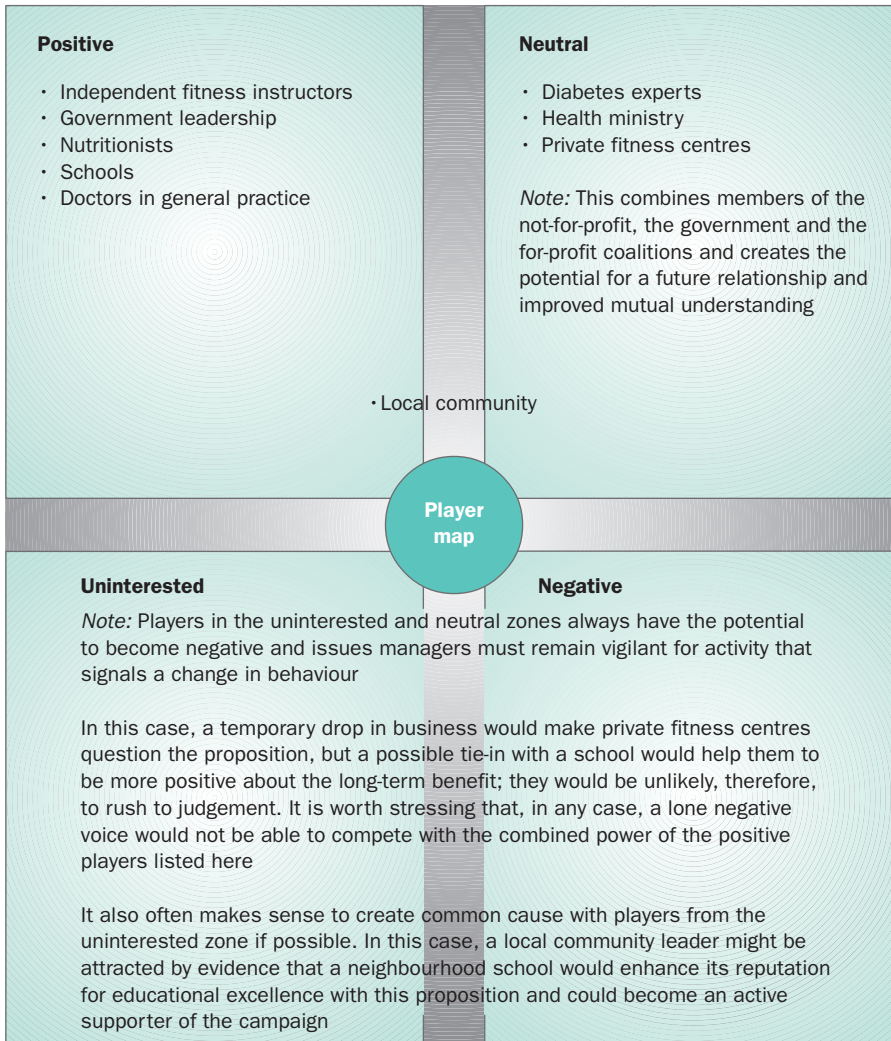 Positive
• Independent fitness instructors
• Government leadership
• Nutritionists
• Schools
• Doctors in general practice
Neutral
• Diabetes experts
• Health ministry
• Private fitness centres
Note: This combines members of the
not-for-profit, the government and the
for-profit coalitions and creates the
potential for a future relationship and
improved mutual understanding
• Local community
Player
map
Uninterested
Negative
Note: Players in the uninterested and neutral zones always have the potential
to become negative and issues managers must remain vigilant for activity that
signals a change in behaviour
In this case, a temporary drop in business would make private fitness centres
question the proposition, but a possible tie-in with a school would help them to
be more positive about the long-term benefit; they would be unlikely, therefore,
to rush to judgement. It is worth stressing that, in any case, a lone negative
voice would not be able to compete with the combined power of the positive
players listed here
It also often makes sense to create common cause with players from the
uninterested zone if possible. In this case, a local community leader might be
attracted by evidence that a neighbourhood school would enhance its reputation
for educational excellence with this proposition and could become an active
supporter of the campaign